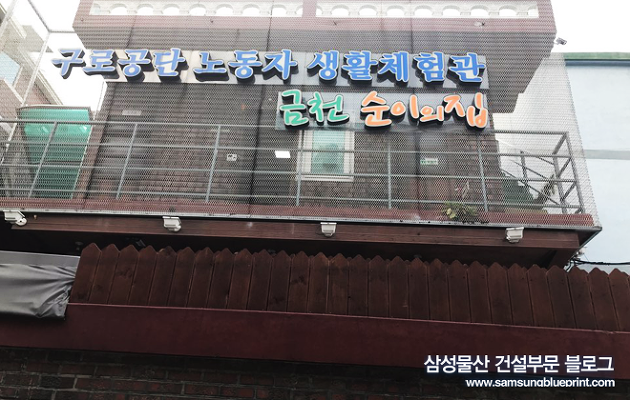 구로공단 노동자 생활체험관
금천 순이의집
삼성물산 건설부문 블로그
www.samsungblueprint.com